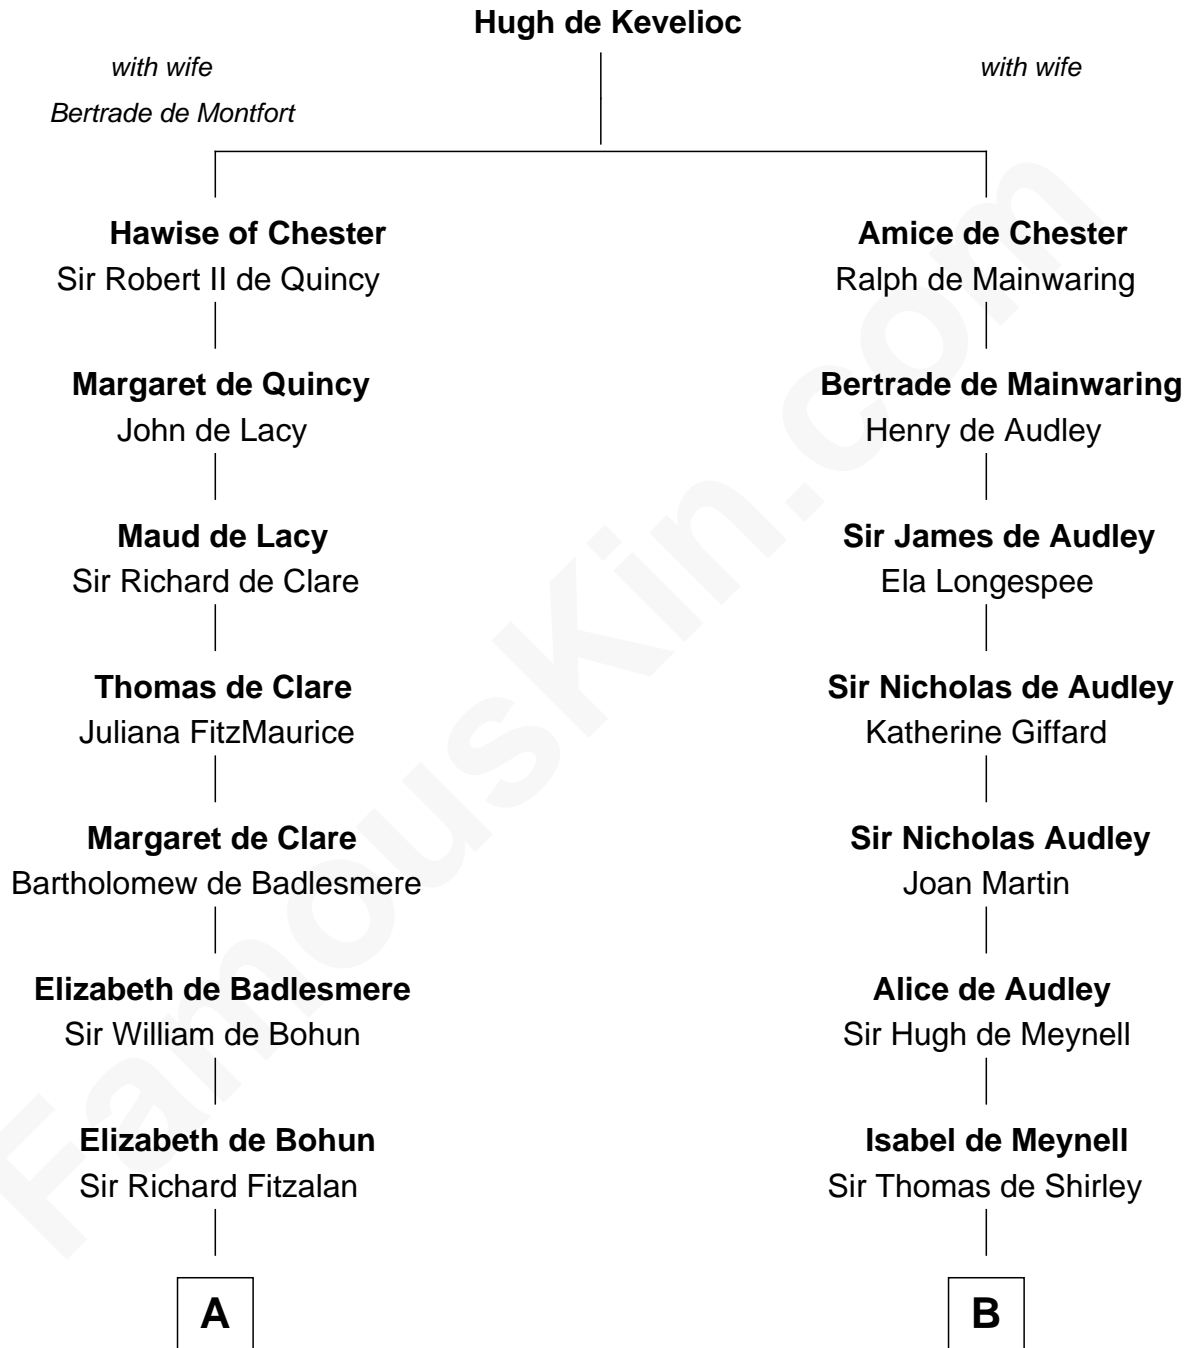 Hugh de Kevelioc
with wife
Bertrade de Montfort
with wife
Hawise of Chester
Sir Robert II de Quincy
Amice de Chester
Ralph de Mainwaring
Margaret de Quincy
John de Lacy
Bertrade de Mainwaring
Henry de Audley
Maud de Lacy
Sir Richard de Clare
Sir James de Audley
Ela Longespee
Thomas de Clare
Juliana FitzMaurice
Sir Nicholas de Audley
Katherine Giffard
Margaret de Clare
Bartholomew de Badlesmere
Sir Nicholas Audley
Joan Martin
Elizabeth de Badlesmere
Sir William de Bohun
Alice de Audley
Sir Hugh de Meynell
Elizabeth de Bohun
Sir Richard Fitzalan
Isabel de Meynell
Sir Thomas de Shirley
A
B
FamousKin.com